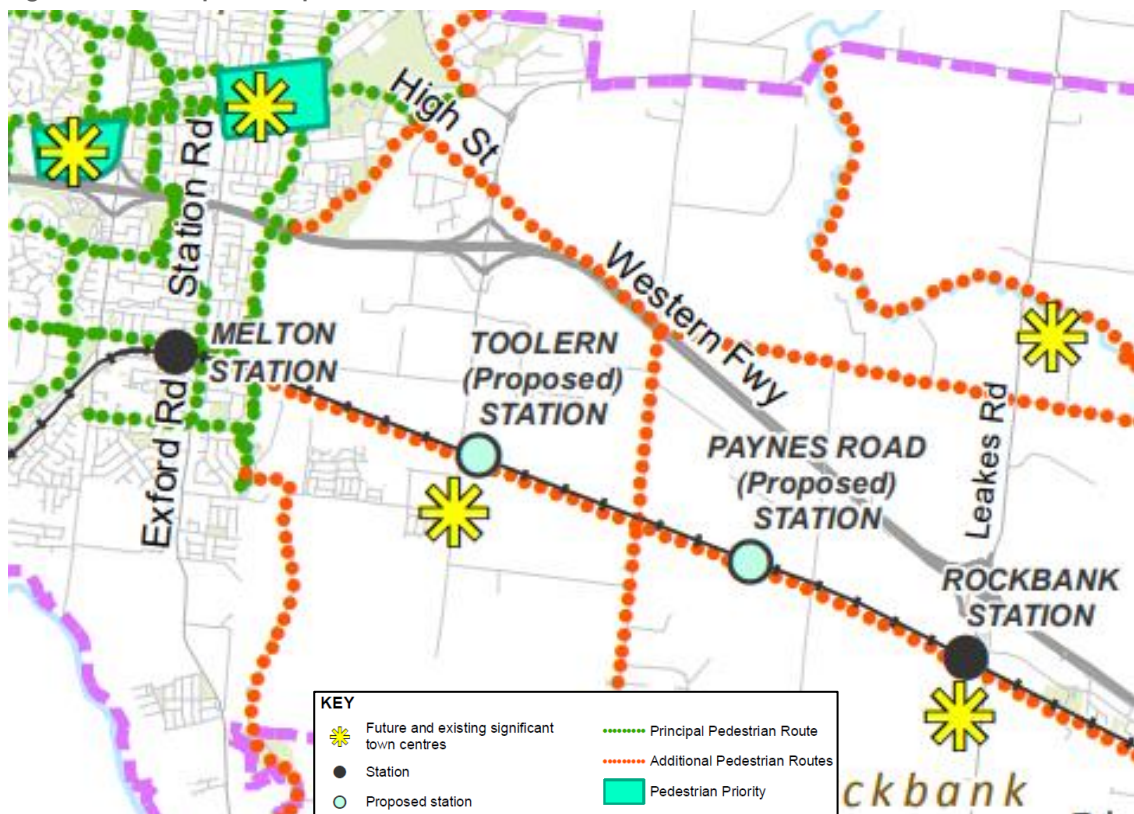 High St
Station Rd
Western Fwy
MELTON
STATION
TOOLERN
(Proposed)
STATION
Exford Rd
PAYNES ROAD
(Proposed)
STATION
Leakes Rd
ROCKBANK
STATION
KEY
Future and existing significant
town centres
Station
Proposed station
Principal Pedestrian Route
Additional Pedestrian Routes
Pedestrian Priority
ckbank